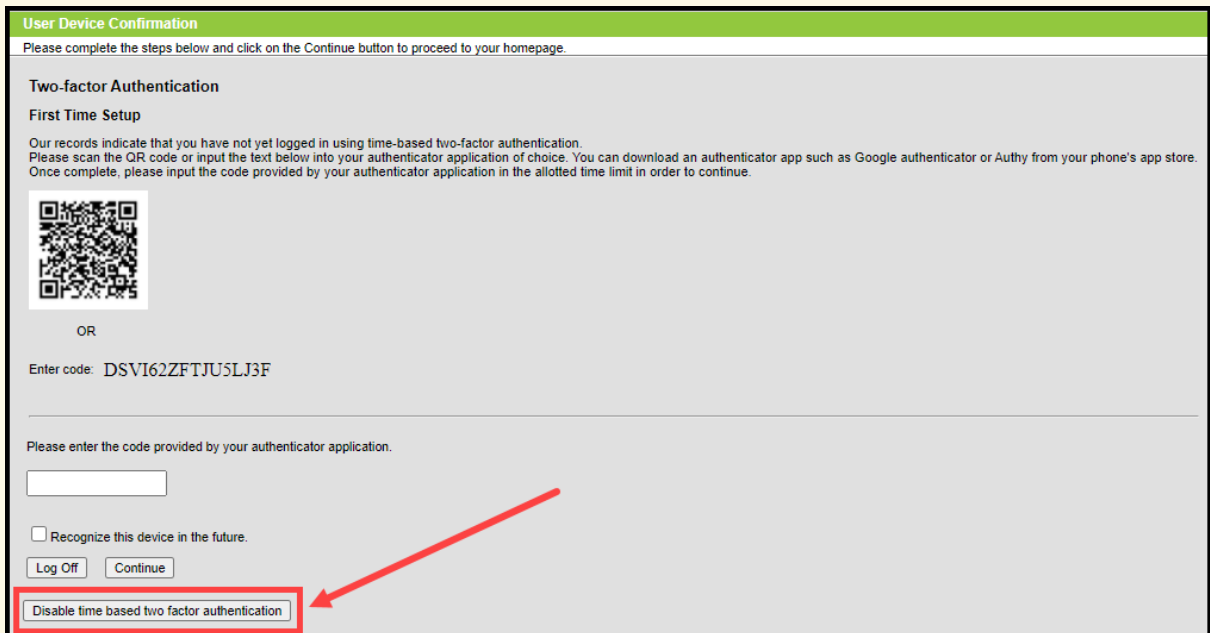 User Device Confirmation
Please complete the steps below and click on the Continue button to proceed to your homepage.
Two-factor Authentication
First Time Setup
Our records indicate that you have not yet logged in using time-based two-factor authentication.
Please scan the QR code or input the text below into your authenticator application of choice. You can download an authenticator app such as Google authenticator or Authy from your phone's app store.
Once complete, please input the code provided by your authenticator application in the allotted time limit in order to continue.
OR
Enter code: DSVI62ZFTJU5LJ3F
Please enter the code provided by your authenticator application.
Recognize this device in the future.
Log Off Continue
Disable time based two factor authentication